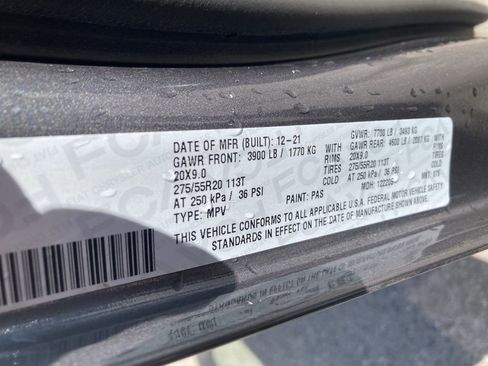 DATE OF MFR (BUILT): 12-21 GVWR: 7700 LB / 3493 KG
GAWR FRONT: 3900 LB / 1770 KG WITH GAWR REAR: 4600 LB / 2087 KG WITH
20X9.0 RIMS 20X9.0 RIMS
275/55R20 113T TIRES 275/55R20 113T TIRES
AT 250 kPa / 36 PSI AT 250 kPa / 36 PSI
TYPE: MPV PAINT: PAS MDH:
THIS VEHICLE CONFORMS TO ALL APPLICABLE U.S.A. FEDERAL MOTOR VEHICLE SAFETY
STANDARDS IN EFFECT ON THE DATE OF MANUFACTURE SHOWN ABOVE.